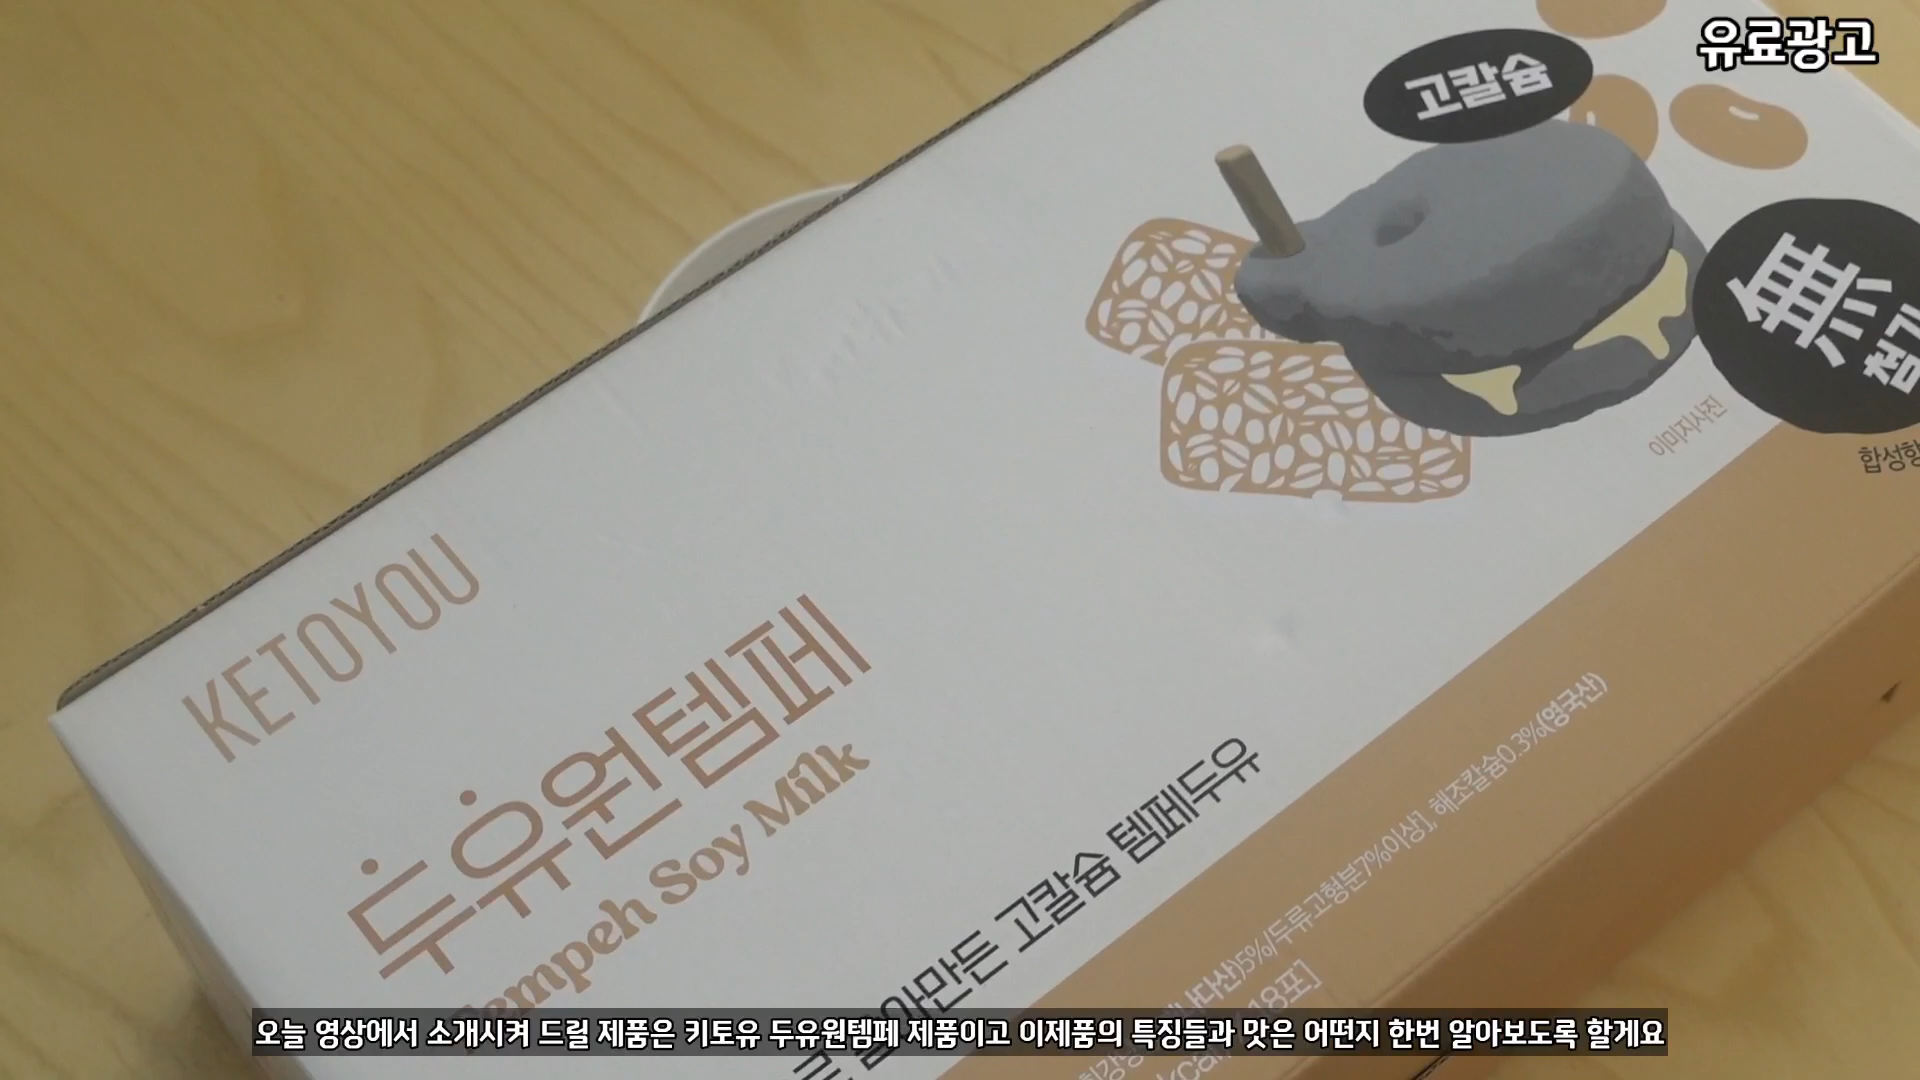 유료광고
고칼슘
無
첨가
이미지사진
합성향
KETOYOU
두유원템페
Tempeh Soy Milk
갈아만든 고칼슘 템페두유
5%/두류고형분7%이상], 해조칼슘0.3%(영국산)
18포]
오늘 영상에서 소개시켜 드릴 제품은 키토유 두유원템페 제품이고 이제품의 특징들과 맛은 어떤지 한번 알아보도록 할게요